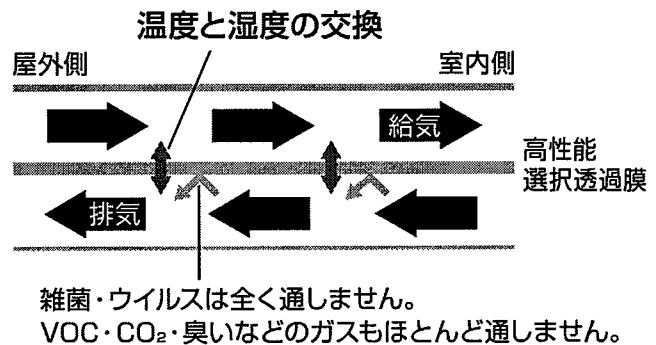 温度と湿度の交換
屋外側
室内側
給気
高性能
選択透過膜
排気
雑菌・ウイルスは全く通しません。
VOC・CO₂・臭いなどのガスもほとんど通しません。